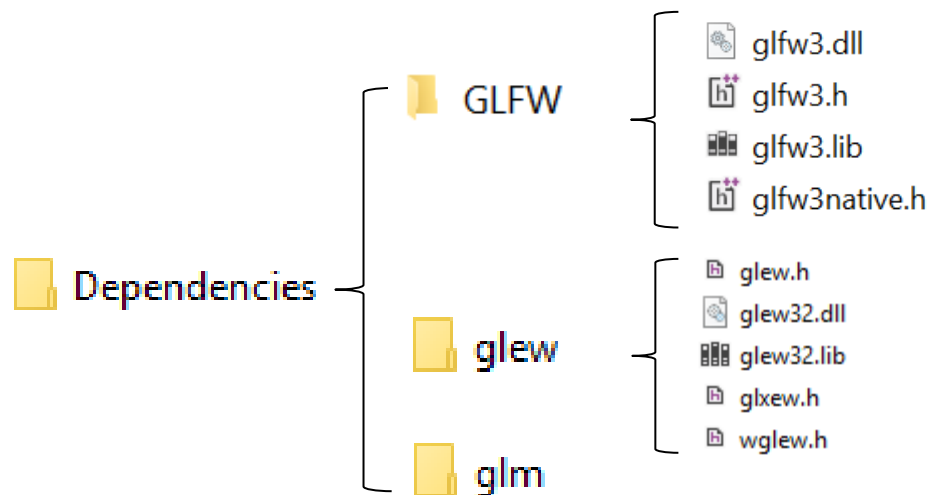 Dependencies
GLFW
glfw3.dll
glfw3.h
glfw3.lib
glfw3native.h
glew
glew.h
glew32.dll
glew32.lib
glxew.h
wglew.h
glm